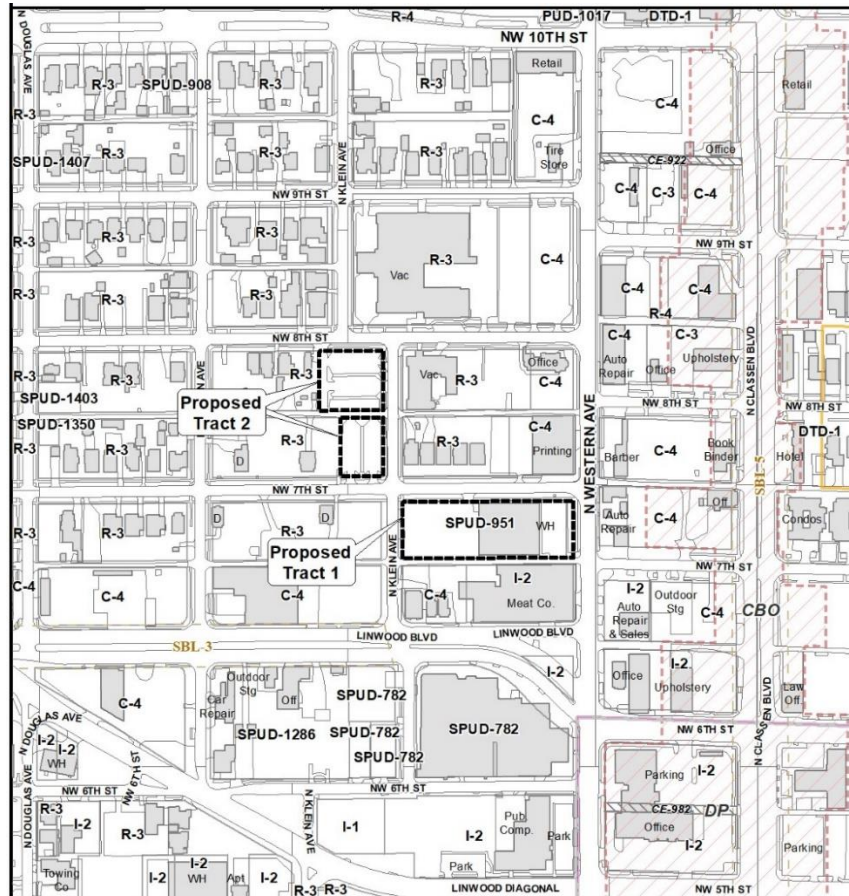 N DOUGLAS AVE
R-4
PUD-1017
DTD-1
NW 10TH ST
Retail
R-3
SPUD-908
R-3
R-3
C-4
Retail
R-3
C-4
R-3
SPUD-1407
R-3
R-3
Tire
Store
Office
CE-922
N KLEIN AVE
C-4
C-3
C-4
NW 9TH ST
R-3
R-3
R-3
NW 9TH ST
Vac
R-3
C-4
C-4
C-4
R-3
R-3
R-3
R-4
NW 8TH ST
C-4
C-3
Auto
Repair
Office
Upholstery
N CLASSEN BLVD
R-3
R-3
R-3
Vac
R-3
Office
C-4
SPUD-1403
AVE
Proposed
Tract 2
NW 8TH ST
NW 8TH ST
SPUD-1350
DTD-1
R-3
R-3
R-3
R-3
C-4
Printing
N WESTERN AVE
Barber
C-4
Book
Binder
Hotel
SBL-5
D
NW 7TH ST
R-3
R-3
D
R-3
D
Proposed
Tract 1
N KLEIN AVE
SPUD-951
WH
Auto
Repair
C-4
Off
Condos
NW 7TH ST
C-4
C-4
C-4
C-4
I-2
Meat Co.
I-2
Auto
Repair
& Sales
Outdoor
Stg
C-4
CBO
SBL-3
LINWOOD BLVD
LINWOOD BLVD
I-2
C-4
Car
Repair
Outdoor
Stg
Off
SPUD-782
SPUD-1286
SPUD-782
SPUD-782
SPUD-782
Office
I-2
Upholstery
N CLASSEN BLVD
Law
Off
N DOUGLAS AVE
NW 6TH ST
NW 6TH ST
I-2
I-2
WH
N DOUGLAS AVE
NW 6TH ST
NW 6TH ST
Parking
I-2
R-3
I-2
R-3
N KLEIN AVE
I-1
I-2
Pub
Comp.
Park
CE-982
DP
Office
I-2
Parking
Towing
Co
I-2
I-2
WH
Apt
I-2
Park
R-3
R-3
LINWOOD DIAGONAL
NW 5TH ST